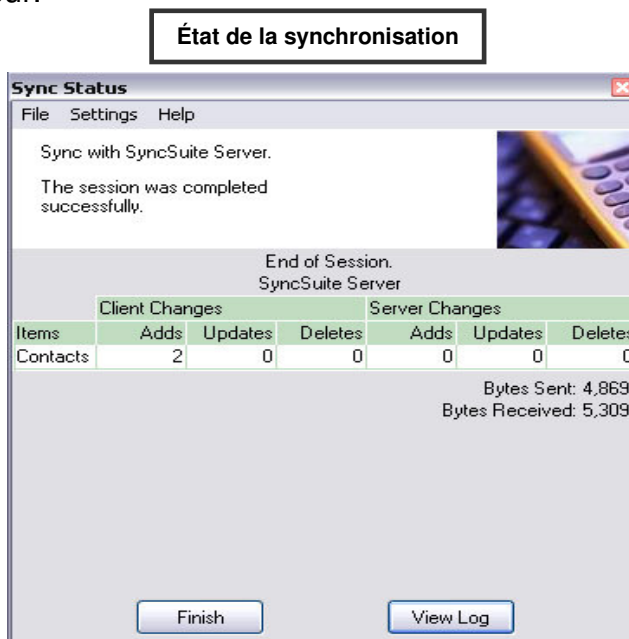 État de la synchronisation
Sync Status
File Settings Help
Sync with SyncSuite Server.
The session was completed
successfully.
End of Session.
SyncSuite Server
Client Changes Server Changes
Items Adds Updates Deletes Adds Updates Deletes
Contacts 2 0 0 0 0 0
Bytes Sent: 4,869
Bytes Received: 5,309
Finish View Log